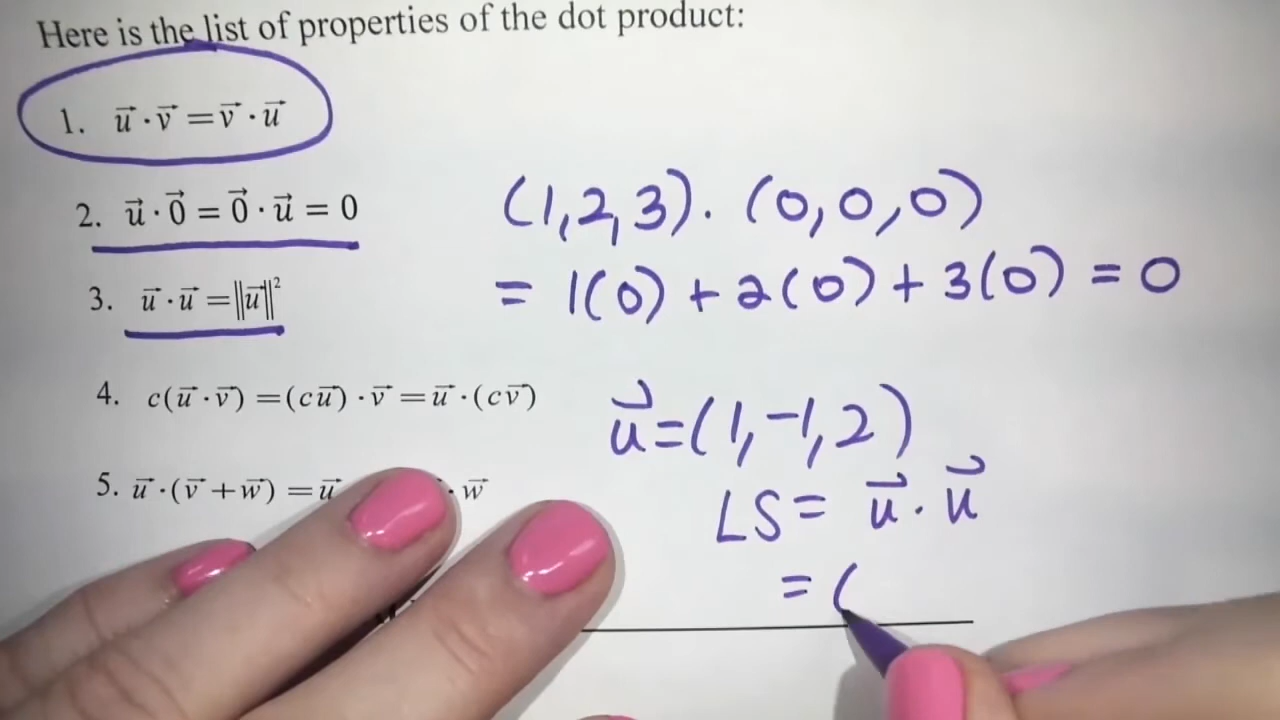 Here is the list of properties of the dot product:
1. u⃗ · v⃗ = v⃗ · u⃗
2. u⃗ · 0⃗ = 0⃗ · u⃗ = 0
3. u⃗ · u⃗ = ||u⃗||²
4. c(u⃗ · v⃗) = (cu⃗) · v⃗ = u⃗ · (cv⃗)
5. u⃗ · (v⃗ + w⃗) = u⃗ · w⃗
(1, 2, 3) · (0, 0, 0)
= 1(0) + 2(0) + 3(0) = 0
u⃗ = (1, -1, 2)
LS = u⃗ · u⃗
= (